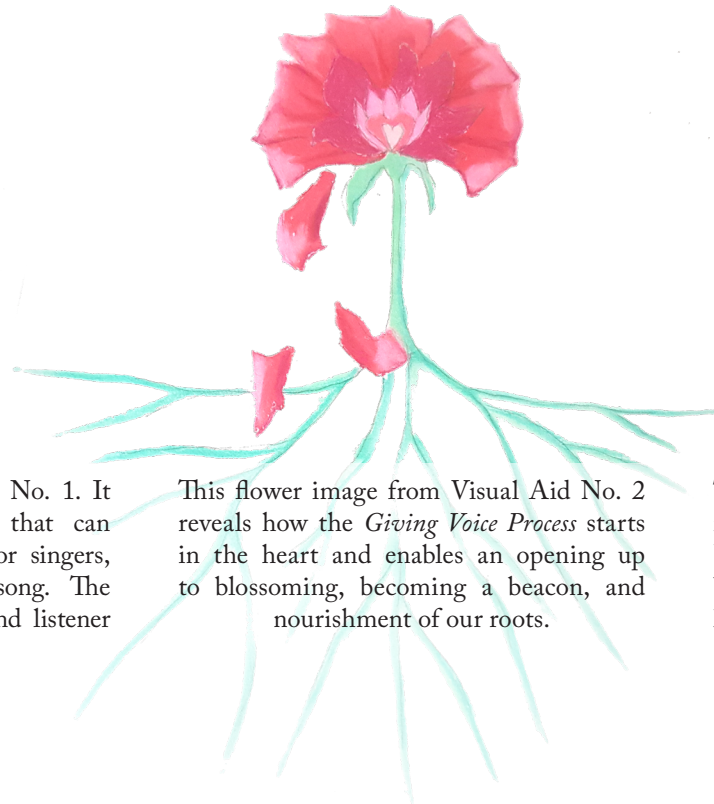 No. 1. It
that can
or singers,
song. The
nd listener
This flower image from Visual Aid No. 2
reveals how the Giving Voice Process starts
in the heart and enables an opening up
to blossoming, becoming a beacon, and
nourishment of our roots.